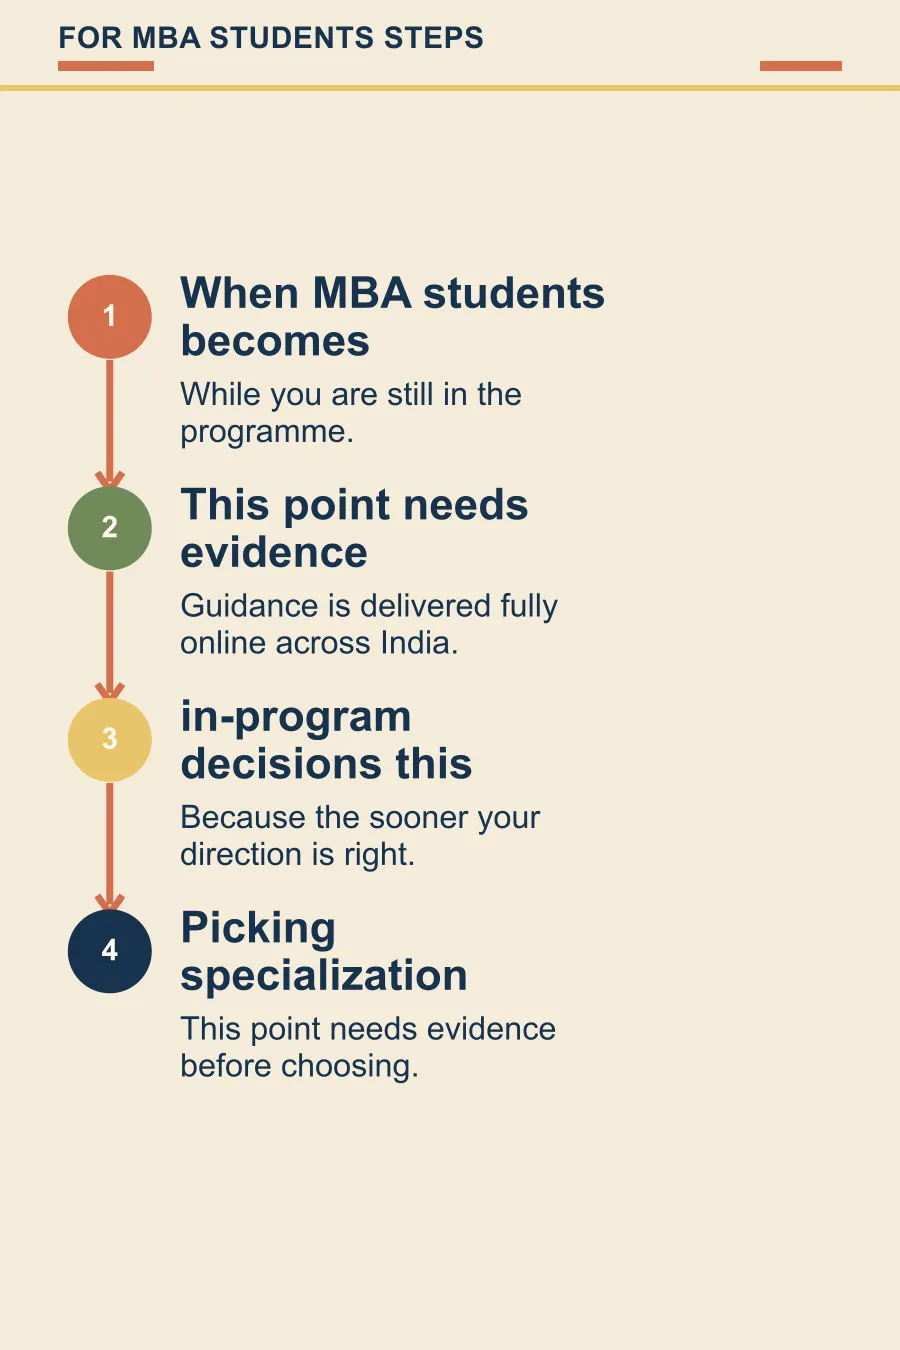 FOR MBA STUDENTS STEPS
1
When MBA students
becomes
While you are still in the
programme.
2
This point needs
evidence
Guidance is delivered fully
online across India.
3
in-program
decisions this
Because the sooner your
direction is right.
4
Picking
specialization
This point needs evidence
before choosing.